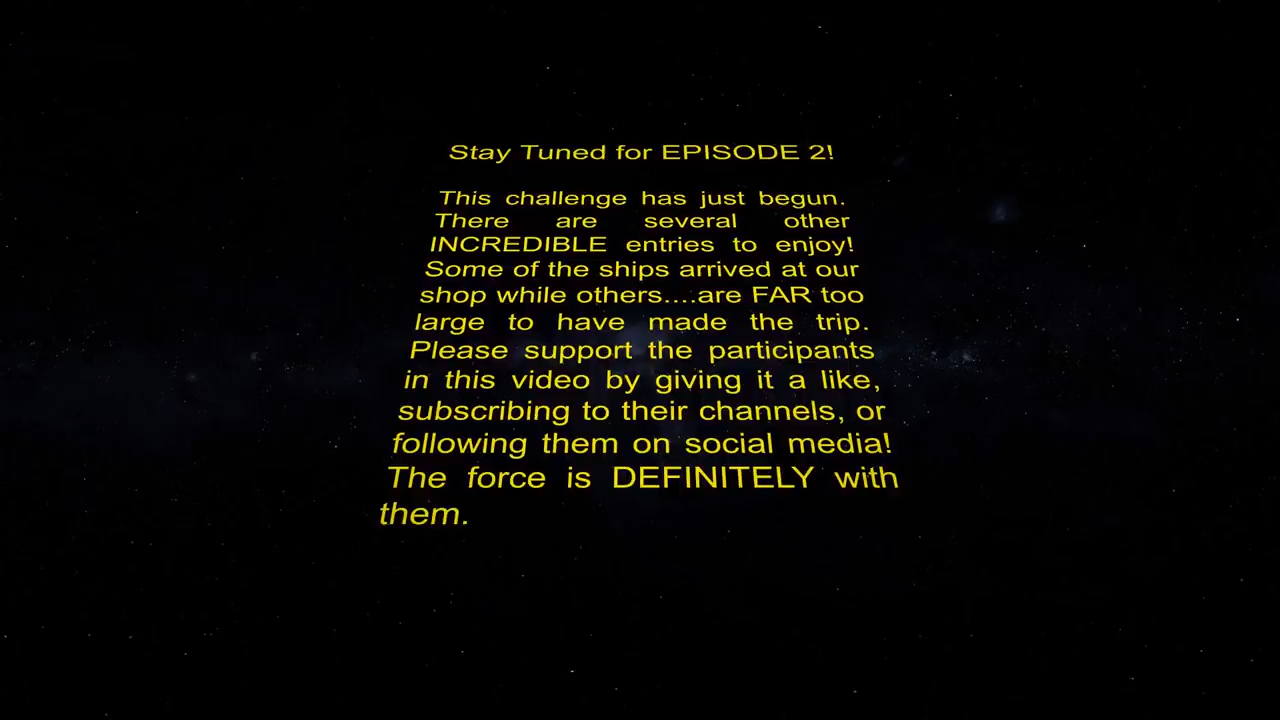 Stay Tuned for EPISODE 2!
This challenge has just begun.
There are several other
INCREDIBLE entries to enjoy!
Some of the ships arrived at our
shop while others....are FAR too
large to have made the trip.
Please support the participants
in this video by giving it a like,
subscribing to their channels, or
following them on social media!
The force is DEFINITELY with
them.